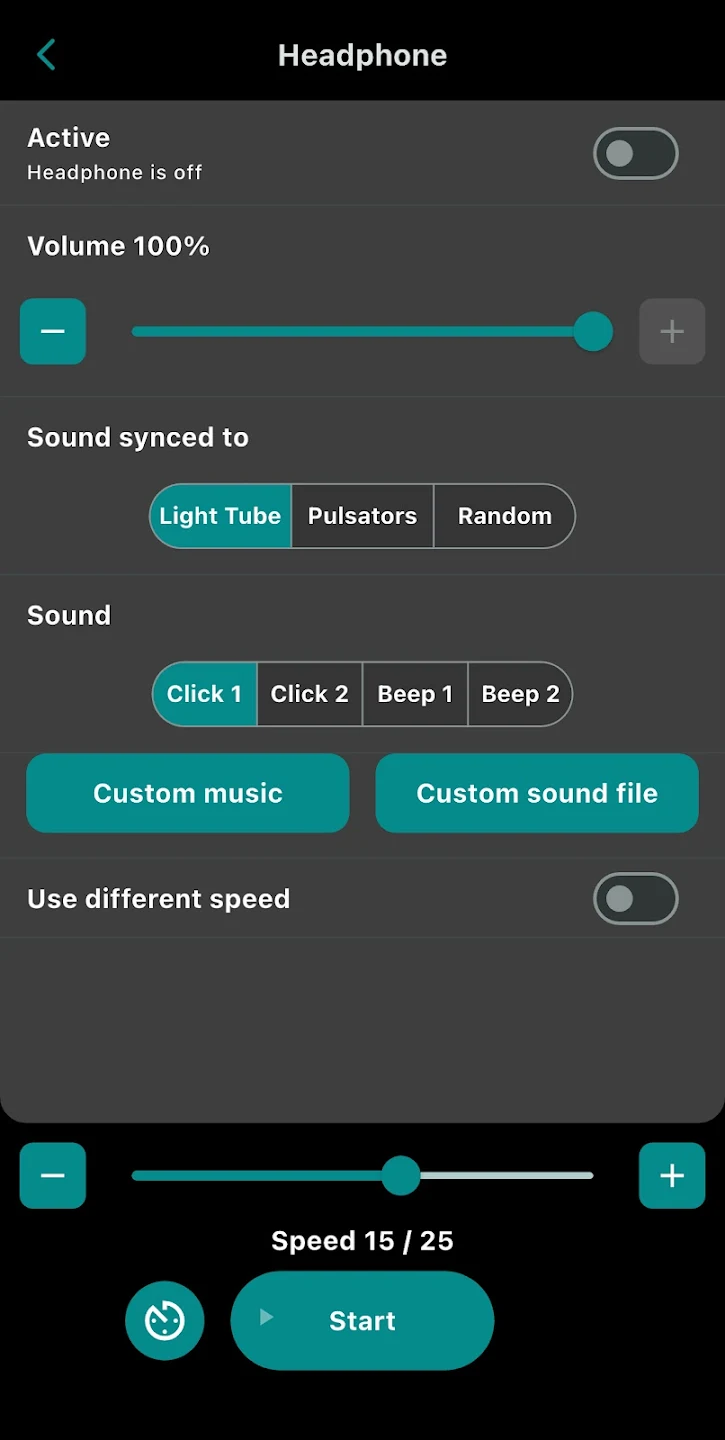 Headphone
Active
Headphone is off
Volume 100%
Sound synced to
Light Tube Pulsators Random
Sound
Click 1 Click 2 Beep 1 Beep 2
Custom music Custom sound file
Use different speed
Speed 15 / 25
Start